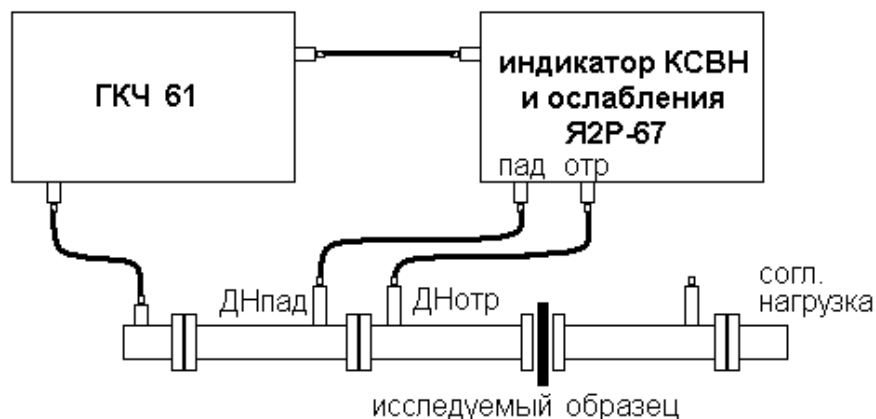 ГКЧ 61
индикатор КСВН
и ослабления
Я2Р-67
пад отр
ДНпад
ДНотр
согл.
нагрузка
исследуемый образец